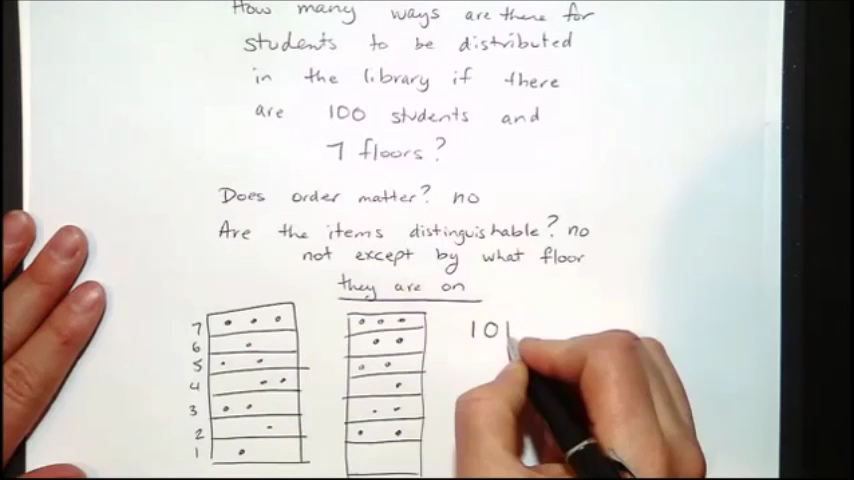 How many ways are there for
students to be distributed
in the library if there
are 100 students and
7 floors?
Does order matter? no
Are the items distinguishable? no
not except by what floor
they are on
7
6
5
4
3
2
1
101